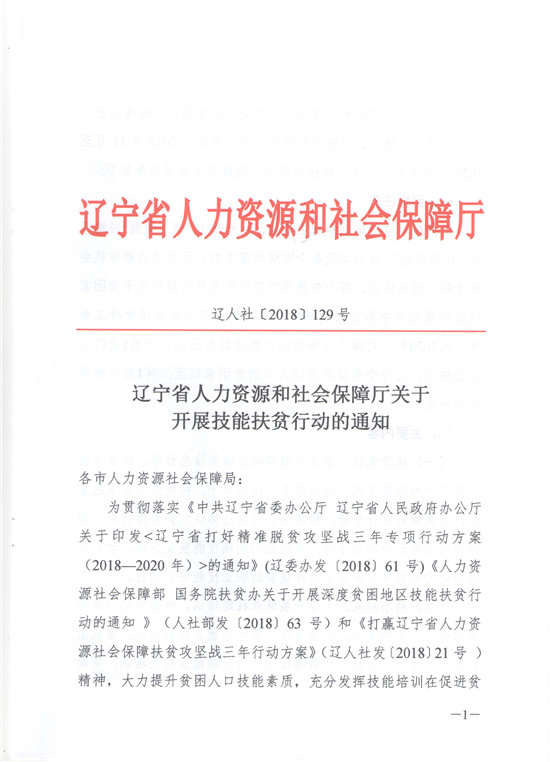 辽宁省人力资源和社会保障厅
辽人社〔2018〕129号
辽宁省人力资源和社会保障厅关于
开展技能扶贫行动的通知
各市人力资源社会保障局：
为贯彻落实《中共辽宁省委办公厅 辽宁省人民政府办公厅
关于印发<辽宁省打好精准脱贫攻坚战三年专项行动方案
（2018—2020 年）>的通知》(辽委办发〔2018〕61 号)《人力资
源社会保障部 国务院扶贫办关于开展深度贫困地区技能扶贫行
动的通知 》（人社部发〔2018〕63 号）和《打赢辽宁省人力资
源社会保障扶贫攻坚战三年行动方案》（辽人社发〔2018〕21 号 ）
精神，大力提升贫困人口技能素质，充分发挥技能培训在促进贫
—1—